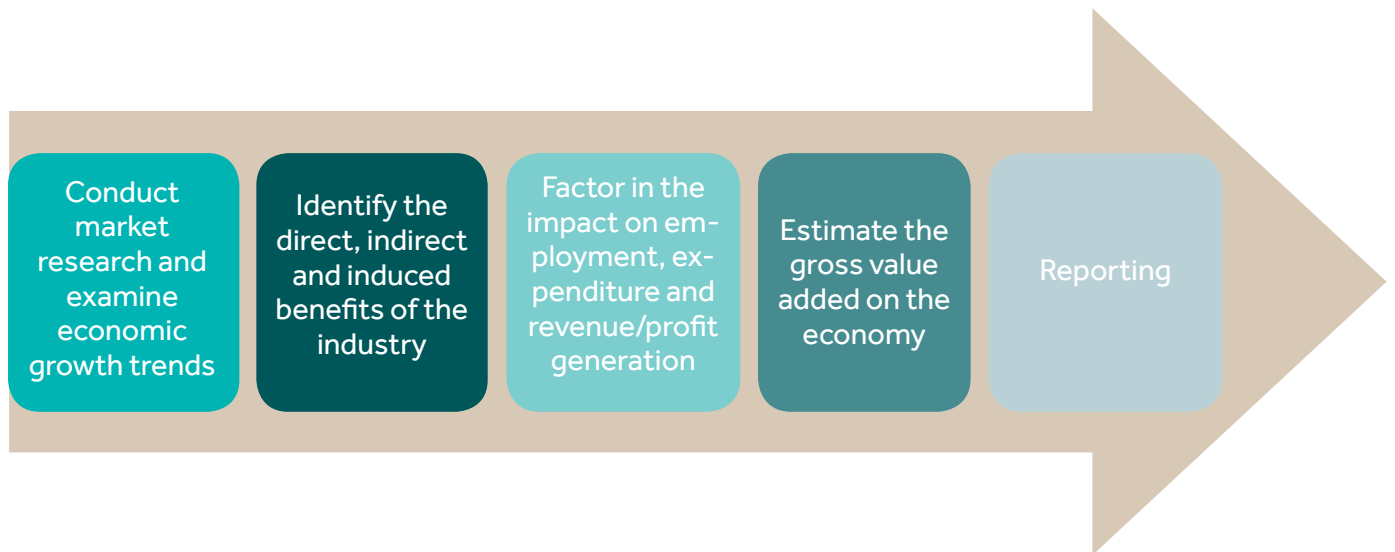 Conduct
market
research and
examine
economic
growth trends
Identify the
direct, indirect
and induced
benefits of the
industry
Factor in the
impact on em-
ployment, ex-
penditure and
revenue/profit
generation
Estimate the
gross value
added on the
economy
Reporting